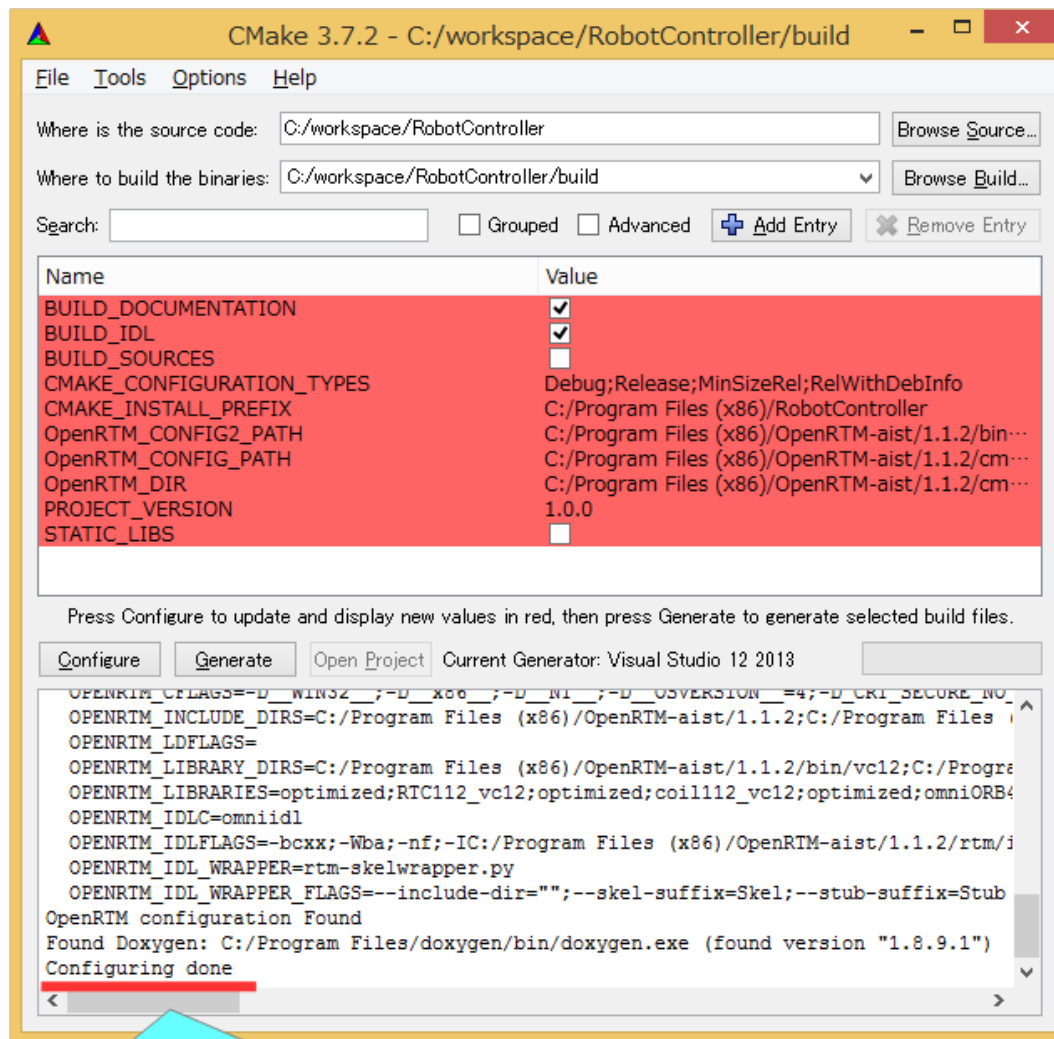 CMake 3.7.2 - C:/workspace/RobotController/build
File Tools Options Help
Where is the source code: C:/workspace/RobotController Browse Source...
Where to build the binaries: C:/workspace/RobotController/build Browse Build...
Search: Grouped Advanced Add Entry Remove Entry
Name Value
BUILD_DOCUMENTATION
BUILD_IDL
BUILD_SOURCES
CMAKE_CONFIGURATION_TYPES Debug;Release;MinSizeRel;RelWithDebInfo
CMAKE_INSTALL_PREFIX C:/Program Files (x86)/RobotController
OpenRTM_CONFIG2_PATH C:/Program Files (x86)/OpenRTM-aist/1.1.2/bin...
OpenRTM_CONFIG_PATH C:/Program Files (x86)/OpenRTM-aist/1.1.2/cm...
OpenRTM_DIR C:/Program Files (x86)/OpenRTM-aist/1.1.2/cm...
PROJECT_VERSION 1.0.0
STATIC_LIBS
Press Configure to update and display new values in red, then press Generate to generate selected build files.
Configure Generate Open Project Current Generator: Visual Studio 12 2013
OPENRTM_CFLAGS=-D__WIN32__;-D__x86__;-D__NT__;-D__OSVERSION__=4;-D_CRT_SECURE_NO_
OPENRTM_INCLUDE_DIRS=C:/Program Files (x86)/OpenRTM-aist/1.1.2;C:/Program Files (
OPENRTM_LDFLAGS=
OPENRTM_LIBRARY_DIRS=C:/Program Files (x86)/OpenRTM-aist/1.1.2/bin/vc12;C:/Progra
OPENRTM_LIBRARIES=optimized;RTC112_vc12;optimized;coil112_vc12;optimized;omniORB4
OPENRTM_IDLC=omniidl
OPENRTM_IDLFLAGS=-bcxx;-Wba;-nf;-IC:/Program Files (x86)/OpenRTM-aist/1.1.2/rtm/i
OPENRTM_IDL_WRAPPER=rtm-skelwrapper.py
OPENRTM_IDL_WRAPPER_FLAGS=--include-dir="";--skel-suffix=Skel;--stub-suffix=Stub
OpenRTM configuration Found
Found Doxygen: C:/Program Files/doxygen/bin/doxygen.exe (found version "1.8.9.1")
Configuring done